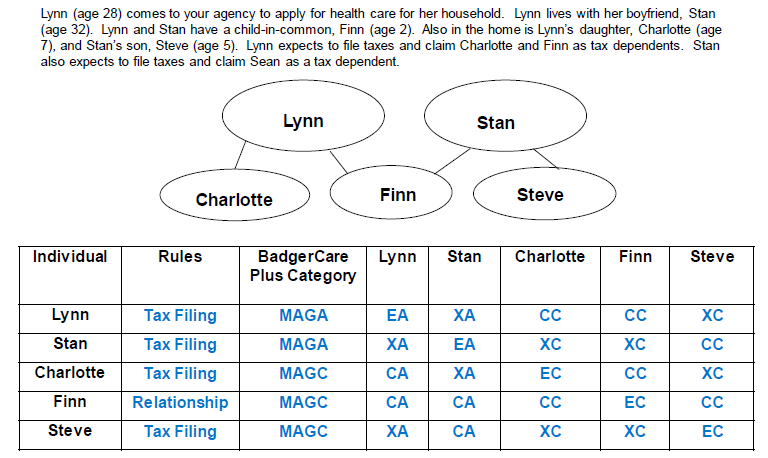 Lynn (age 28) comes to your agency to apply for health care for her household.  Lynn lives with her boyfriend, Stan
(age 32).  Lynn and Stan have a child-in-common, Finn (age 2).  Also in the home is Lynn's daughter, Charlotte (age
7), and Stan's son, Steve (age 5).  Lynn expects to file taxes and claim Charlotte and Finn as tax dependents.  Stan
also expects to file taxes and claim Sean as a tax dependent.
Lynn
Stan
Charlotte
Finn
Steve
Individual Rules BadgerCare Lynn Stan Charlotte Finn Steve
Plus Category
Lynn Tax Filing MAGA EA XA CC CC XC
Stan Tax Filing MAGA XA EA XC XC CC
Charlotte Tax Filing MAGC CA XA EC CC XC
Finn Relationship MAGC CA CA CC EC CC
Steve Tax Filing MAGC XA CA XC XC EC